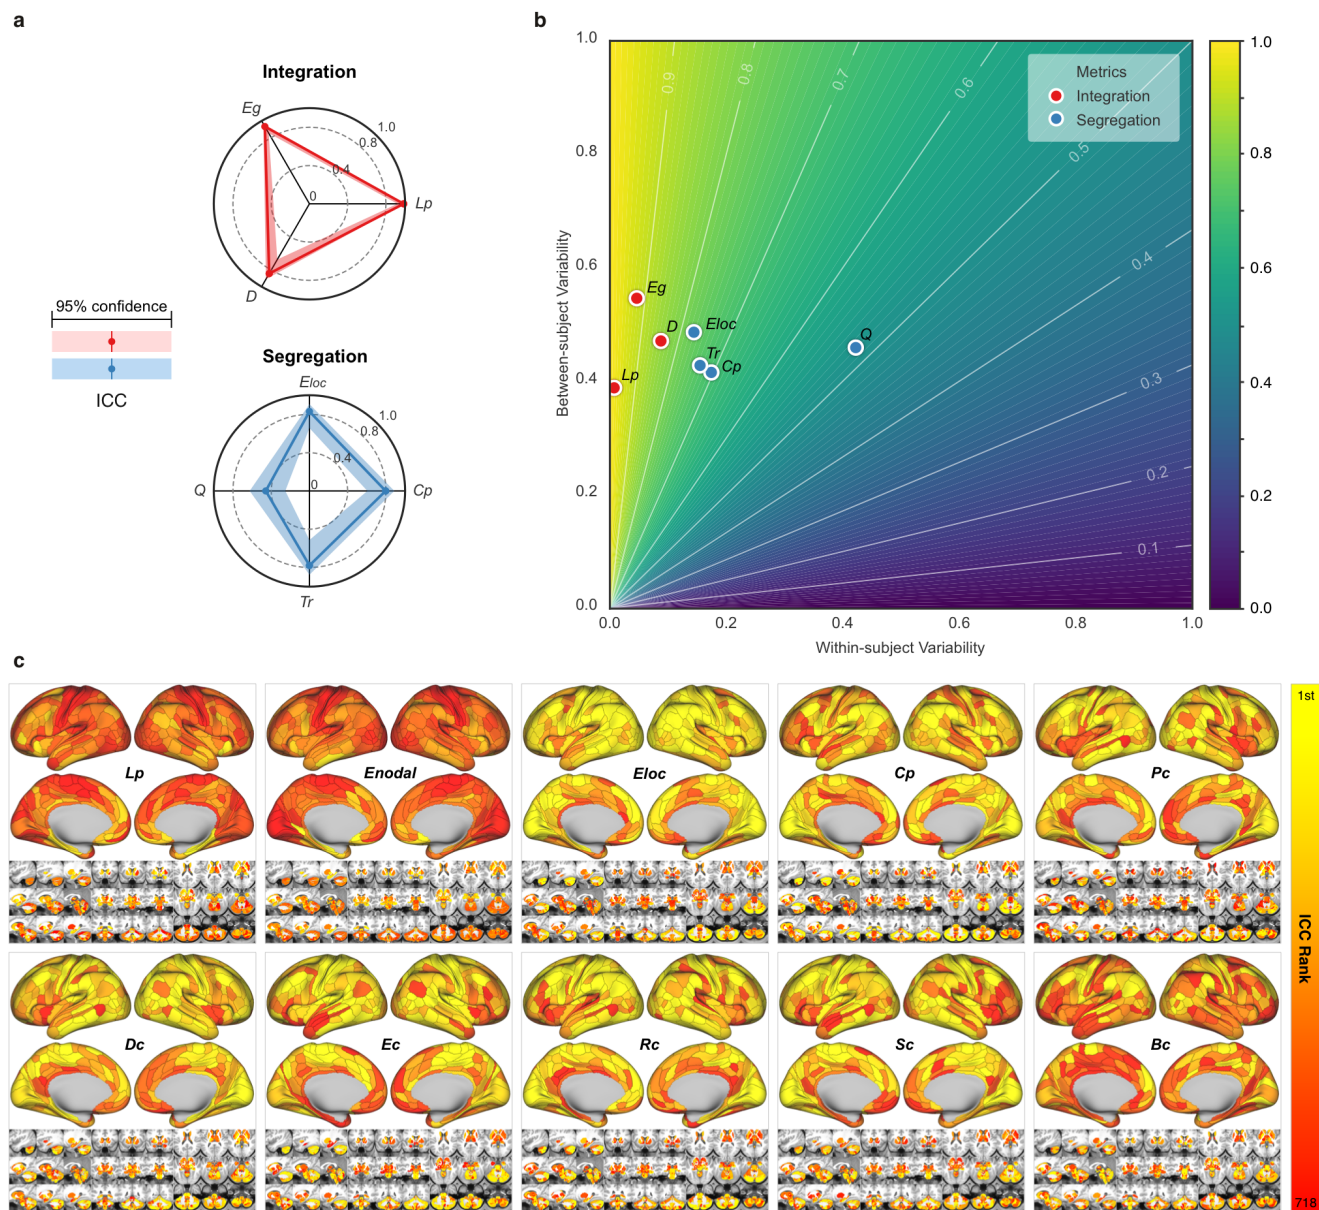 a
Integration
Eg
1.0
0.8
0.4
0
Lp
D
95% confidence
ICC
Segregation
Eloc
1.0
0.8
0.4
0
Q
Cp
Tr
b
1.0
0.8
0.6
0.4
0.2
0.0
Between-subject Variability
0.0
0.2
0.4
0.6
0.8
1.0
Within-subject Variability
0.9
0.8
0.7
0.6
0.5
0.4
0.3
0.2
0.1
Metrics
Integration
Segregation
Eg
D
Eloc
Tr
Cp
Lp
Q
1.0
0.8
0.6
0.4
0.2
0.0
c
Lp
Enodal
Eloc
Cp
Pc
Dc
Ec
Rc
Sc
Bc
1st
ICC Rank
718